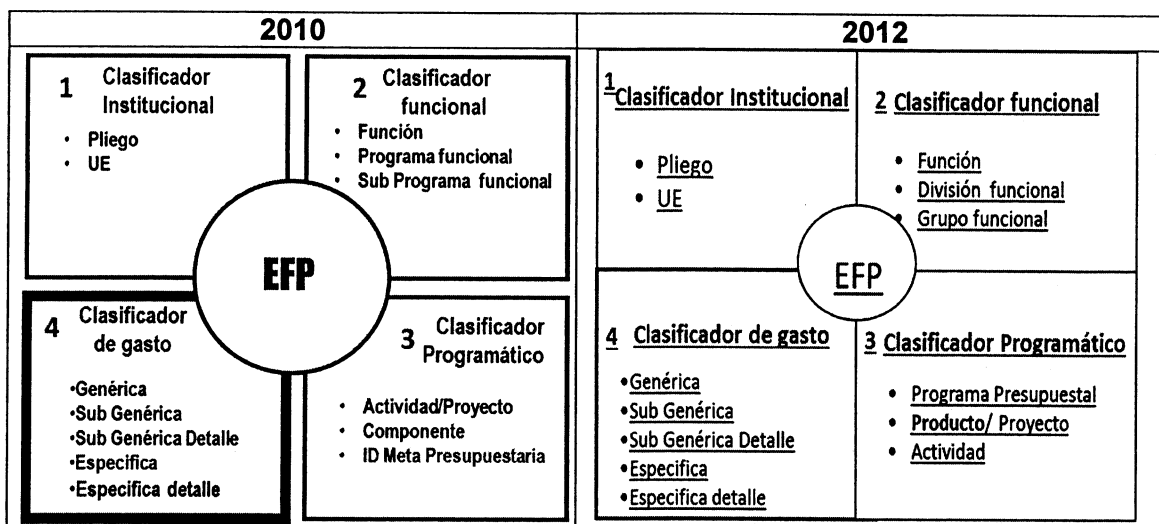 2010
1 Clasificador
Institucional
• Pliego
• UE
2 Clasificador
funcional
• Función
• Programa funcional
• Sub Programa funcional
EFP
4 Clasificador
de gasto
•Genérica
•Sub Genérica
•Sub Genérica Detalle
•Especifica
•Especifica detalle
3 Clasificador
Programático
• Actividad/Proyecto
• Componente
• ID Meta Presupuestaria
2012
1 Clasificador Institucional
• Pliego
• UE
2 Clasificador funcional
• Función
• División funcional
• Grupo funcional
EFP
4 Clasificador de gasto
•Genérica
•Sub Genérica
•Sub Genérica Detalle
•Especifica
•Especifica detalle
3 Clasificador Programático
• Programa Presupuestal
• Producto/ Proyecto
• Actividad